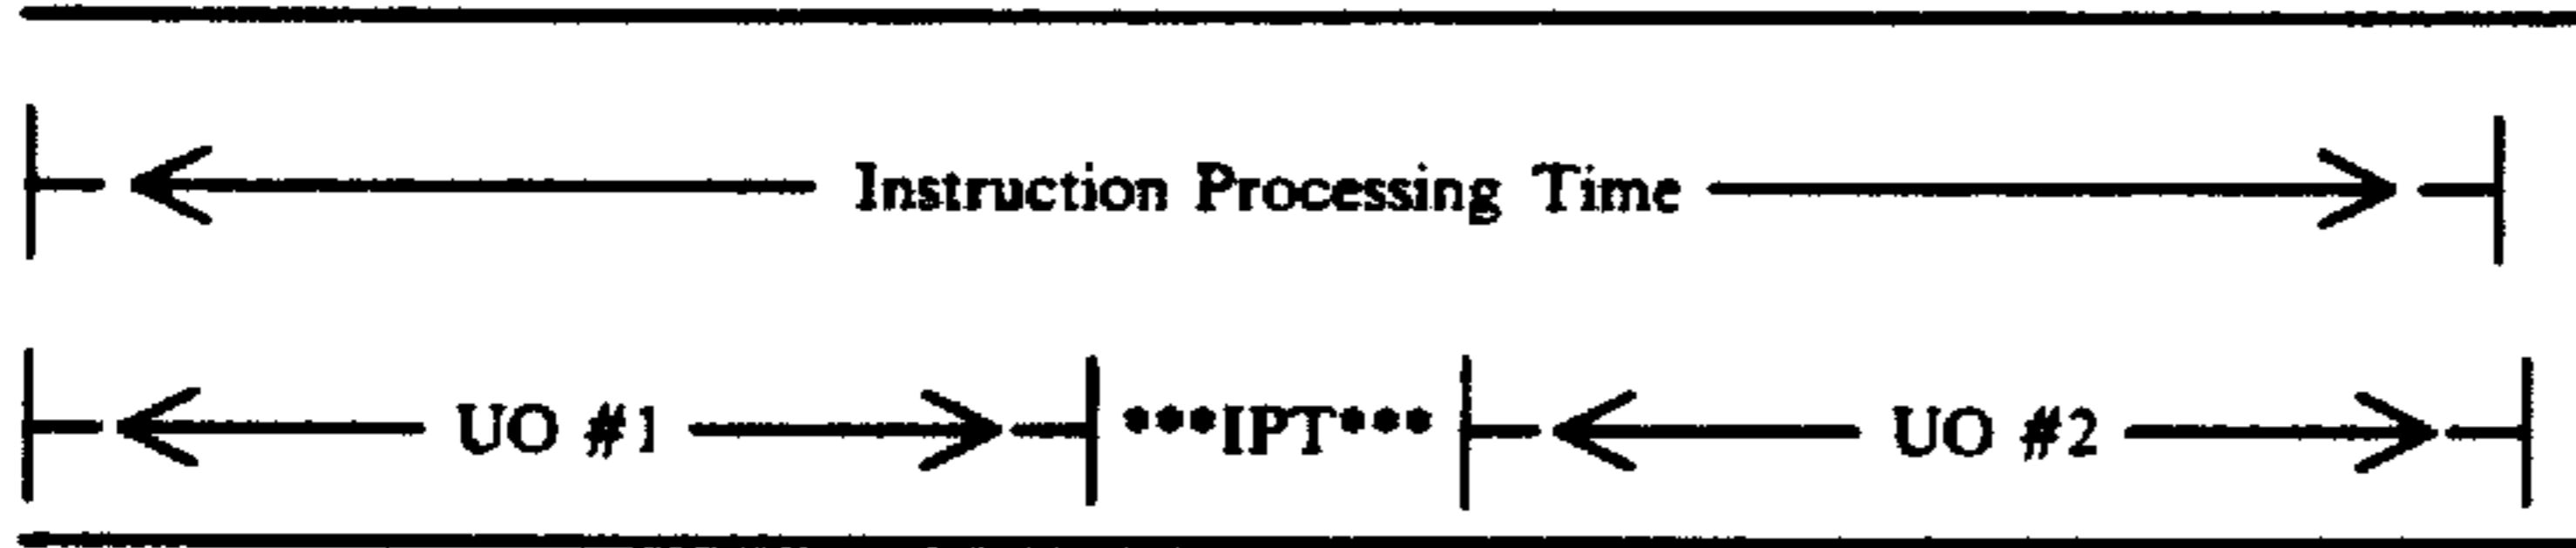 Instruction Processing Time
UO #1 ***IPT*** UO #2